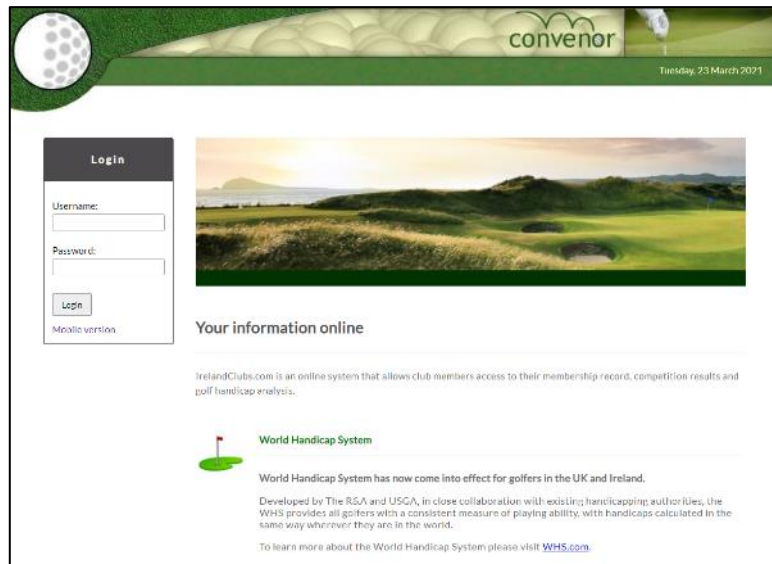 convenor
Tuesday, 23 March 2021
Login
Username:
Password:
Login
Mobile version
Your information online
IrelandClubs.com is an online system that allows club members access to their membership record, competition results and
golf handicap analysis.
World Handicap System
World Handicap System has now come into effect for golfers in the UK and Ireland.
Developed by The R&A and USGA, in close collaboration with existing handicapping authorities, the
WHS provides all golfers with a consistent measure of playing ability, with handicaps calculated in the
same way wherever they are in the world.
To learn more about the World Handicap System please visit WHS.com.